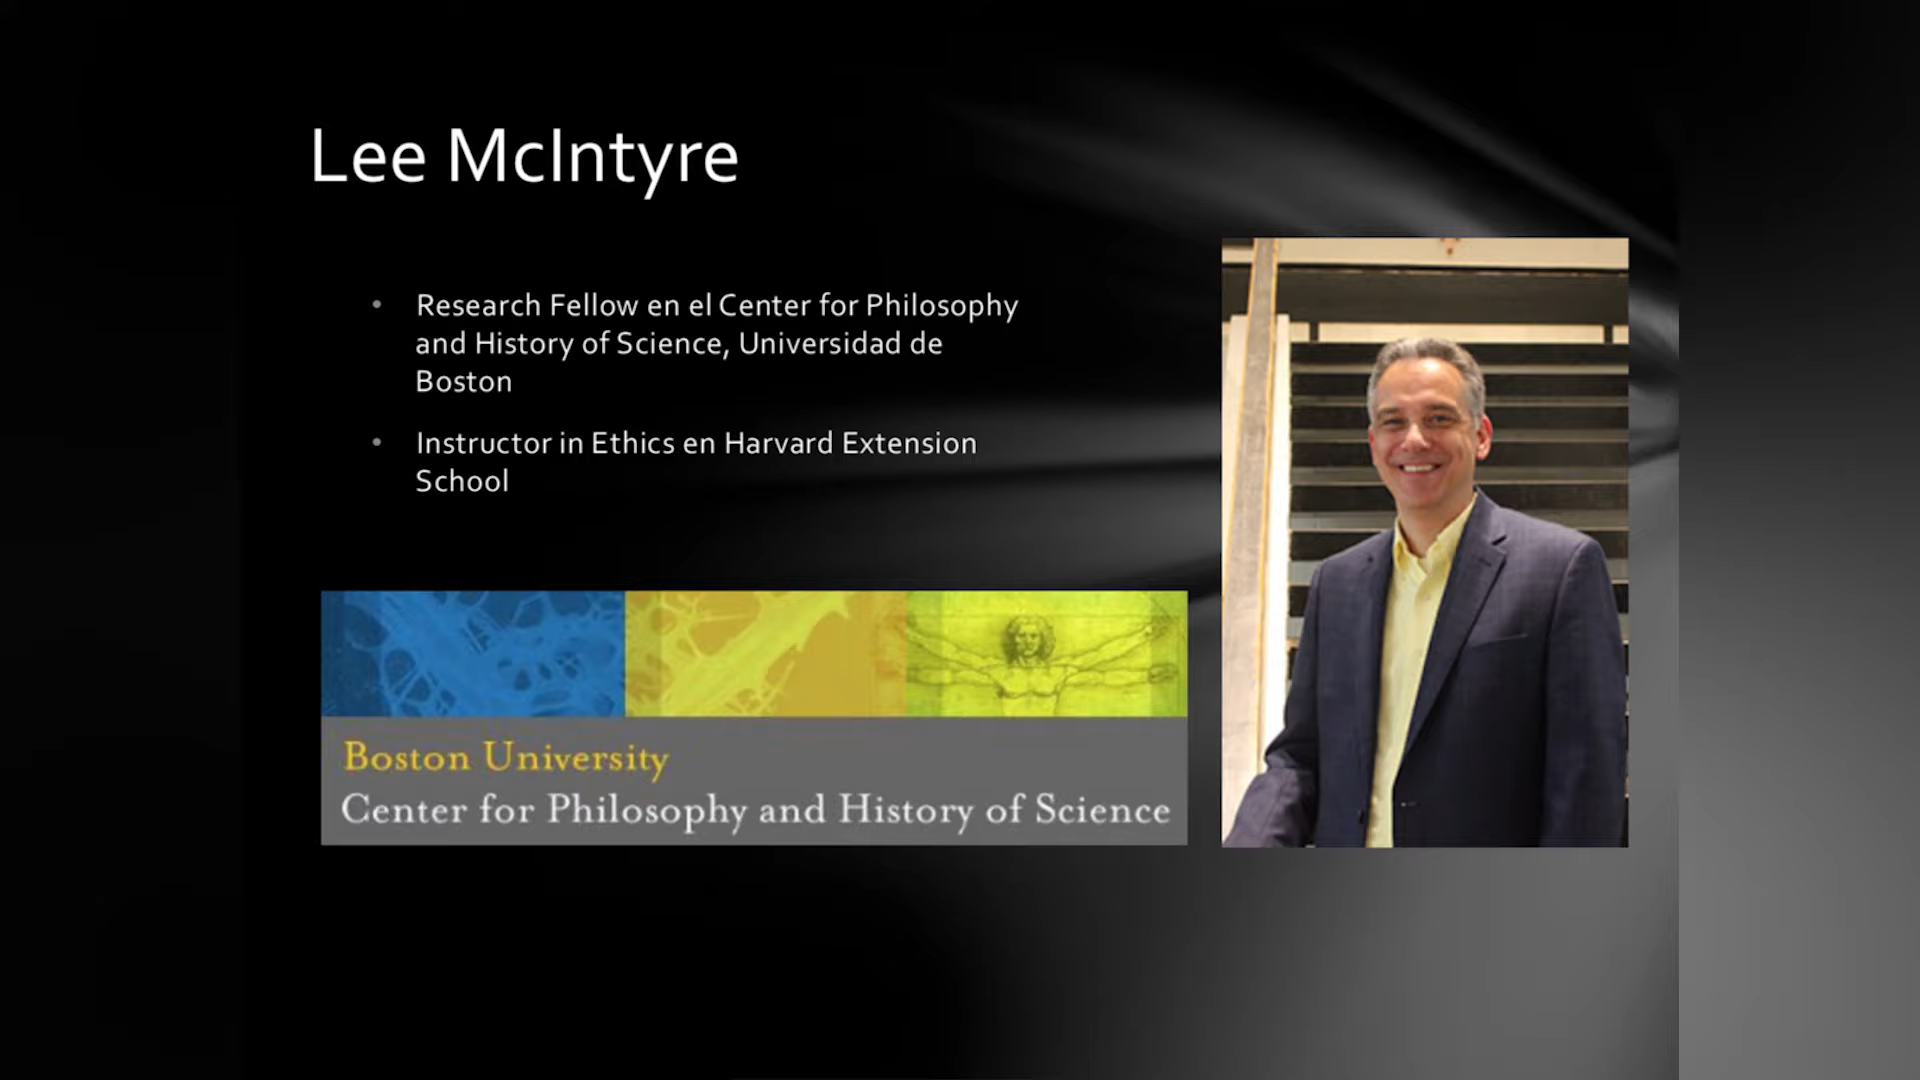 Lee McIntyre
• Research Fellow en el Center for Philosophy
and History of Science, Universidad de
Boston
• Instructor in Ethics en Harvard Extension
School
Boston University
Center for Philosophy and History of Science